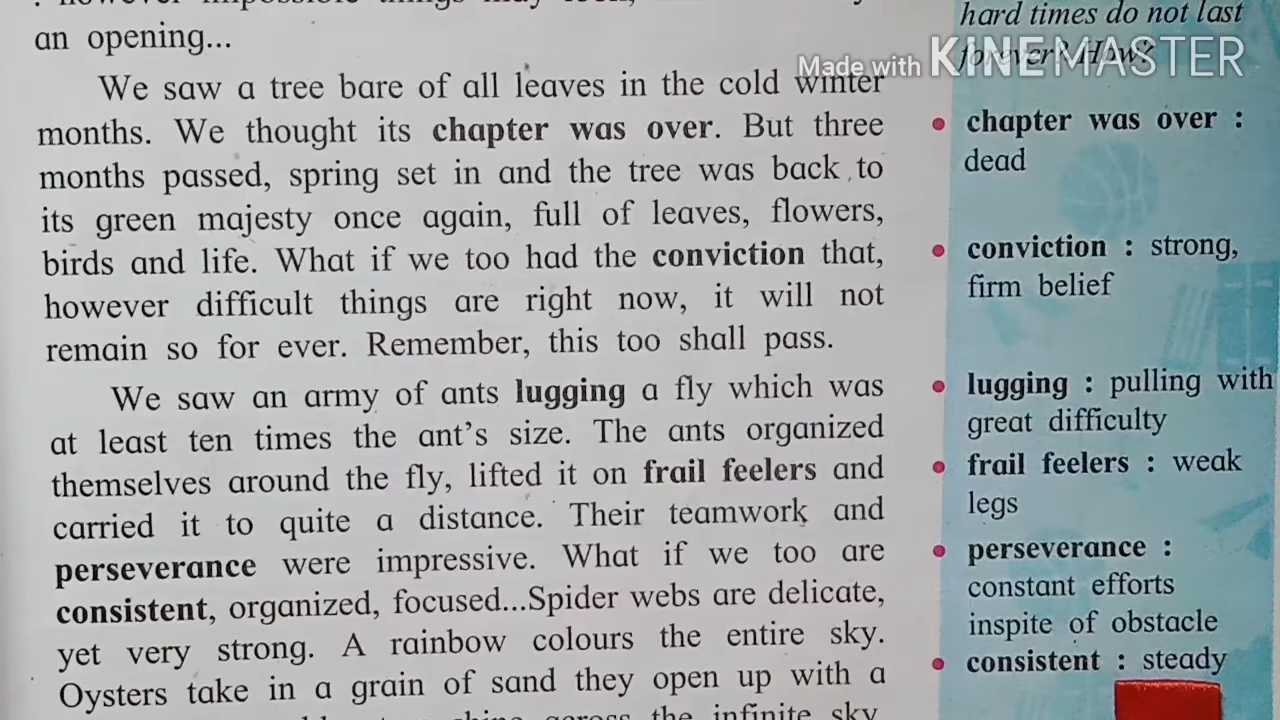 an opening...
We saw a tree bare of all leaves in the cold winter
months. We thought its chapter was over. But three
months passed, spring set in and the tree was back to
its green majesty once again, full of leaves, flowers,
birds and life. What if we too had the conviction that,
however difficult things are right now, it will not
remain so for ever. Remember, this too shall pass.
We saw an army of ants lugging a fly which was
at least ten times the ant's size. The ants organized
themselves around the fly, lifted it on frail feelers and
carried it to quite a distance. Their teamwork and
perseverance were impressive. What if we too are
consistent, organized, focused...Spider webs are delicate,
yet very strong. A rainbow colours the entire sky.
Oysters take in a grain of sand they open up with a
across the infinite sky
hard times do not last
forever? How?
Made with KINEMASTER
• chapter was over :
dead
• conviction : strong,
firm belief
• lugging : pulling with
great difficulty
• frail feelers : weak
legs
• perseverance :
constant efforts
inspite of obstacle
• consistent : steady